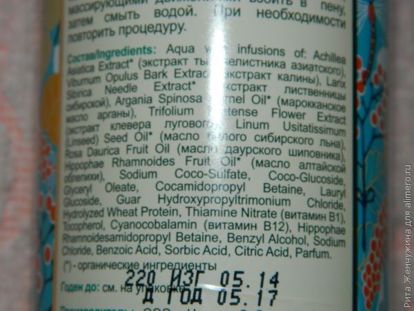 массирующими движениями взбить в пену,
затем смыть водой. При необходимости
повторить процедуру.
Состав/Ingredients: Aqua with infusions of: Achillea
Asiatica Extract* (экстракт тысячелистника азиатского),
Viburnum Opulus Bark Extract* (экстракт калины), Larix
Sibirica Needle Extract* (экстракт лиственницы
сибирской), Argania Spinosa Kernel Oil* (марокканское
масло арганы), Trifolium Pratense Flower Extract
(экстракт клевера лугового), Linum Usitatissimum
(Linseed) Seed Oil* (масло белого сибирского льна),
Rosa Daurica Fruit Oil (масло даурского шиповника),
Hippophae Rhamnoides Fruit Oil* (масло алтайской
облепихи), Sodium Coco-Sulfate, Coco-Glucoside,
Glyceryl Oleate, Cocamidopropyl Betaine, Lauryl
Glucoside, Guar Hydroxypropyltrimonium Chloride,
Hydrolyzed Wheat Protein, Thiamine Nitrate (витамин B1),
Tocopherol, Cyanocobalamin (витамин B12), Hippophae
Rhamnoidesamidopropyl Betaine, Benzyl Alcohol, Sodium
Chloride, Benzoic Acid, Sorbic Acid, Citric Acid, Parfum.
(*) - органические ингредиенты
220 ИЗГ 05.14
Годен до: см. на упаковке
Д ГОД 05.17
Рита Жемчужина для alimero.ru